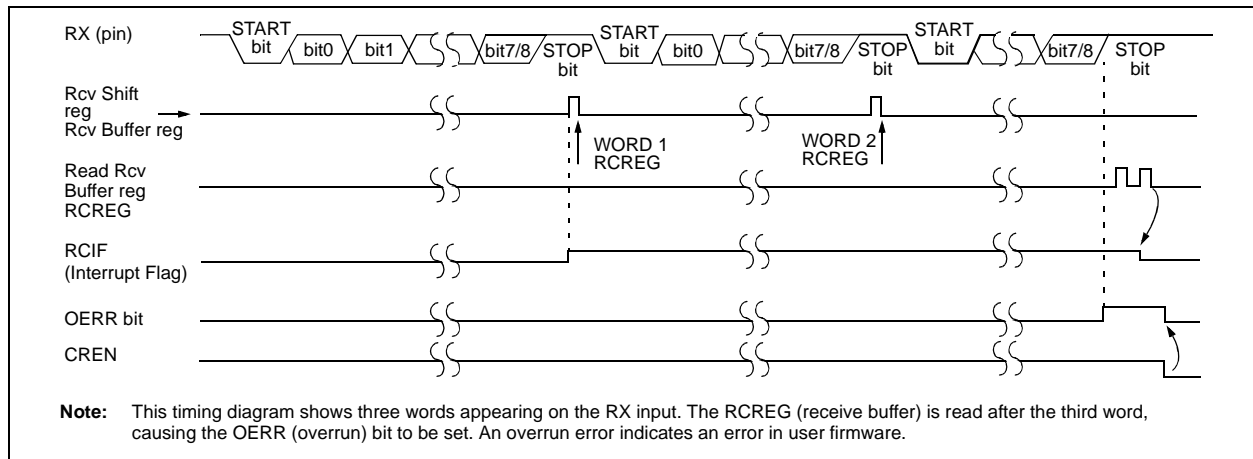 RX (pin)
START
bit
bit0
bit1
bit7/8
STOP
bit
START
bit
bit0
bit7/8
STOP
bit
START
bit
bit7/8
STOP
bit
Rcv Shift
reg
Rcv Buffer reg
WORD 1
RCREG
WORD 2
RCREG
Read Rcv
Buffer reg
RCREG
RCIF
(Interrupt Flag)
OERR bit
CREN
Note: This timing diagram shows three words appearing on the RX input. The RCREG (receive buffer) is read after the third word,
causing the OERR (overrun) bit to be set. An overrun error indicates an error in user firmware.